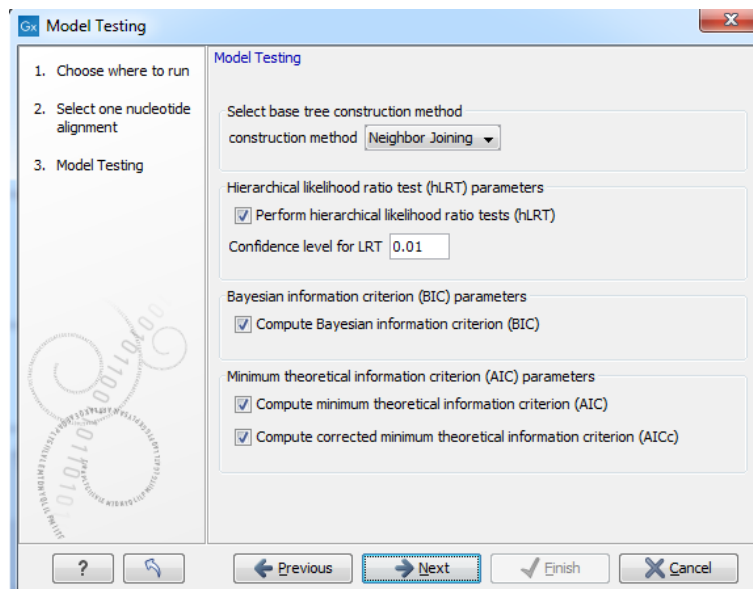 Gx Model Testing
X
1. Choose where to run
2. Select one nucleotide
alignment
3. Model Testing
Model Testing
Select base tree construction method
construction method Neighbor Joining
Hierarchical likelihood ratio test (hLRT) parameters
Perform hierarchical likelihood ratio tests (hLRT)
Confidence level for LRT 0.01
Bayesian information criterion (BIC) parameters
Compute Bayesian information criterion (BIC)
Minimum theoretical information criterion (AIC) parameters
Compute minimum theoretical information criterion (AIC)
Compute corrected minimum theoretical information criterion (AICc)
? Previous Next Finish Cancel